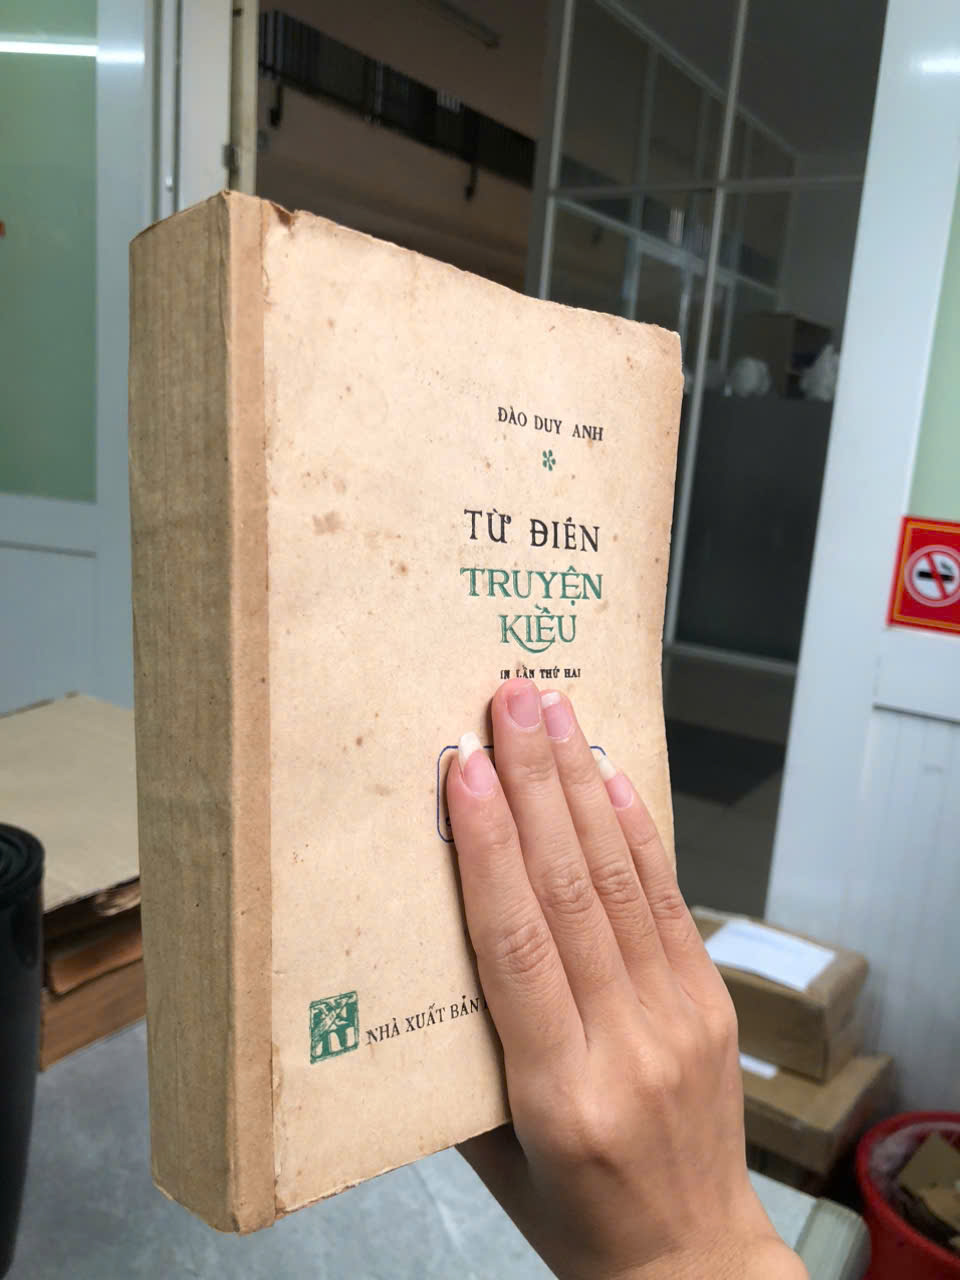 ĐÀO DUY ANH
TỪ ĐIỂN
TRUYỆN
KIỀU
IN LẦN THỨ HAI
NHÀ XUẤT BẢN